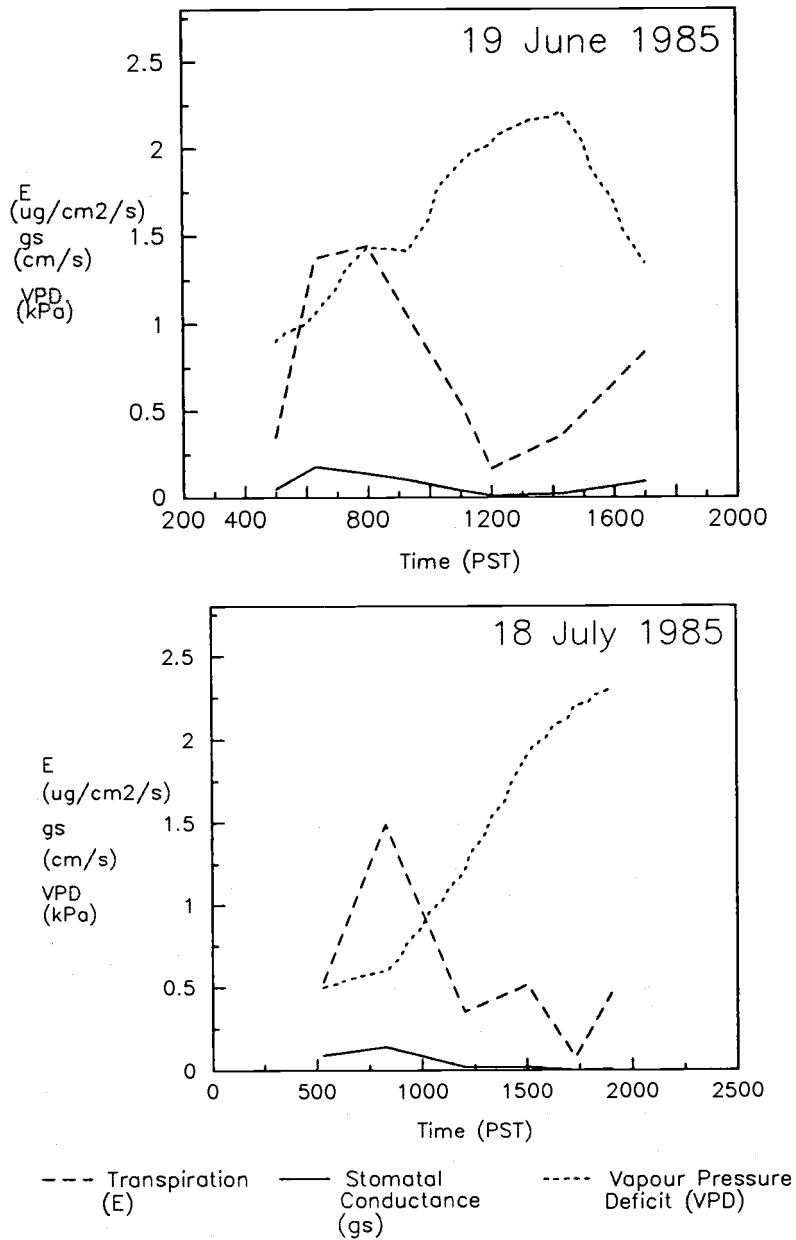 19 June 1985
2.5
2
E
(ug/cm2/s)
gs
1.5
(cm/s)
VPD
(kPa)
1
0.5
0
200 400 800 1200 1600 2000
Time (PST)
18 July 1985
2.5
2
E
(ug/cm2/s)
1.5
gs
(cm/s)
VPD
1
(kPa)
0.5
0
0 500 1000 1500 2000 2500
Time (PST)
Transpiration
(E)
Stomatal
Conductance
(gs)
Vapour Pressure
Deficit (VPD)